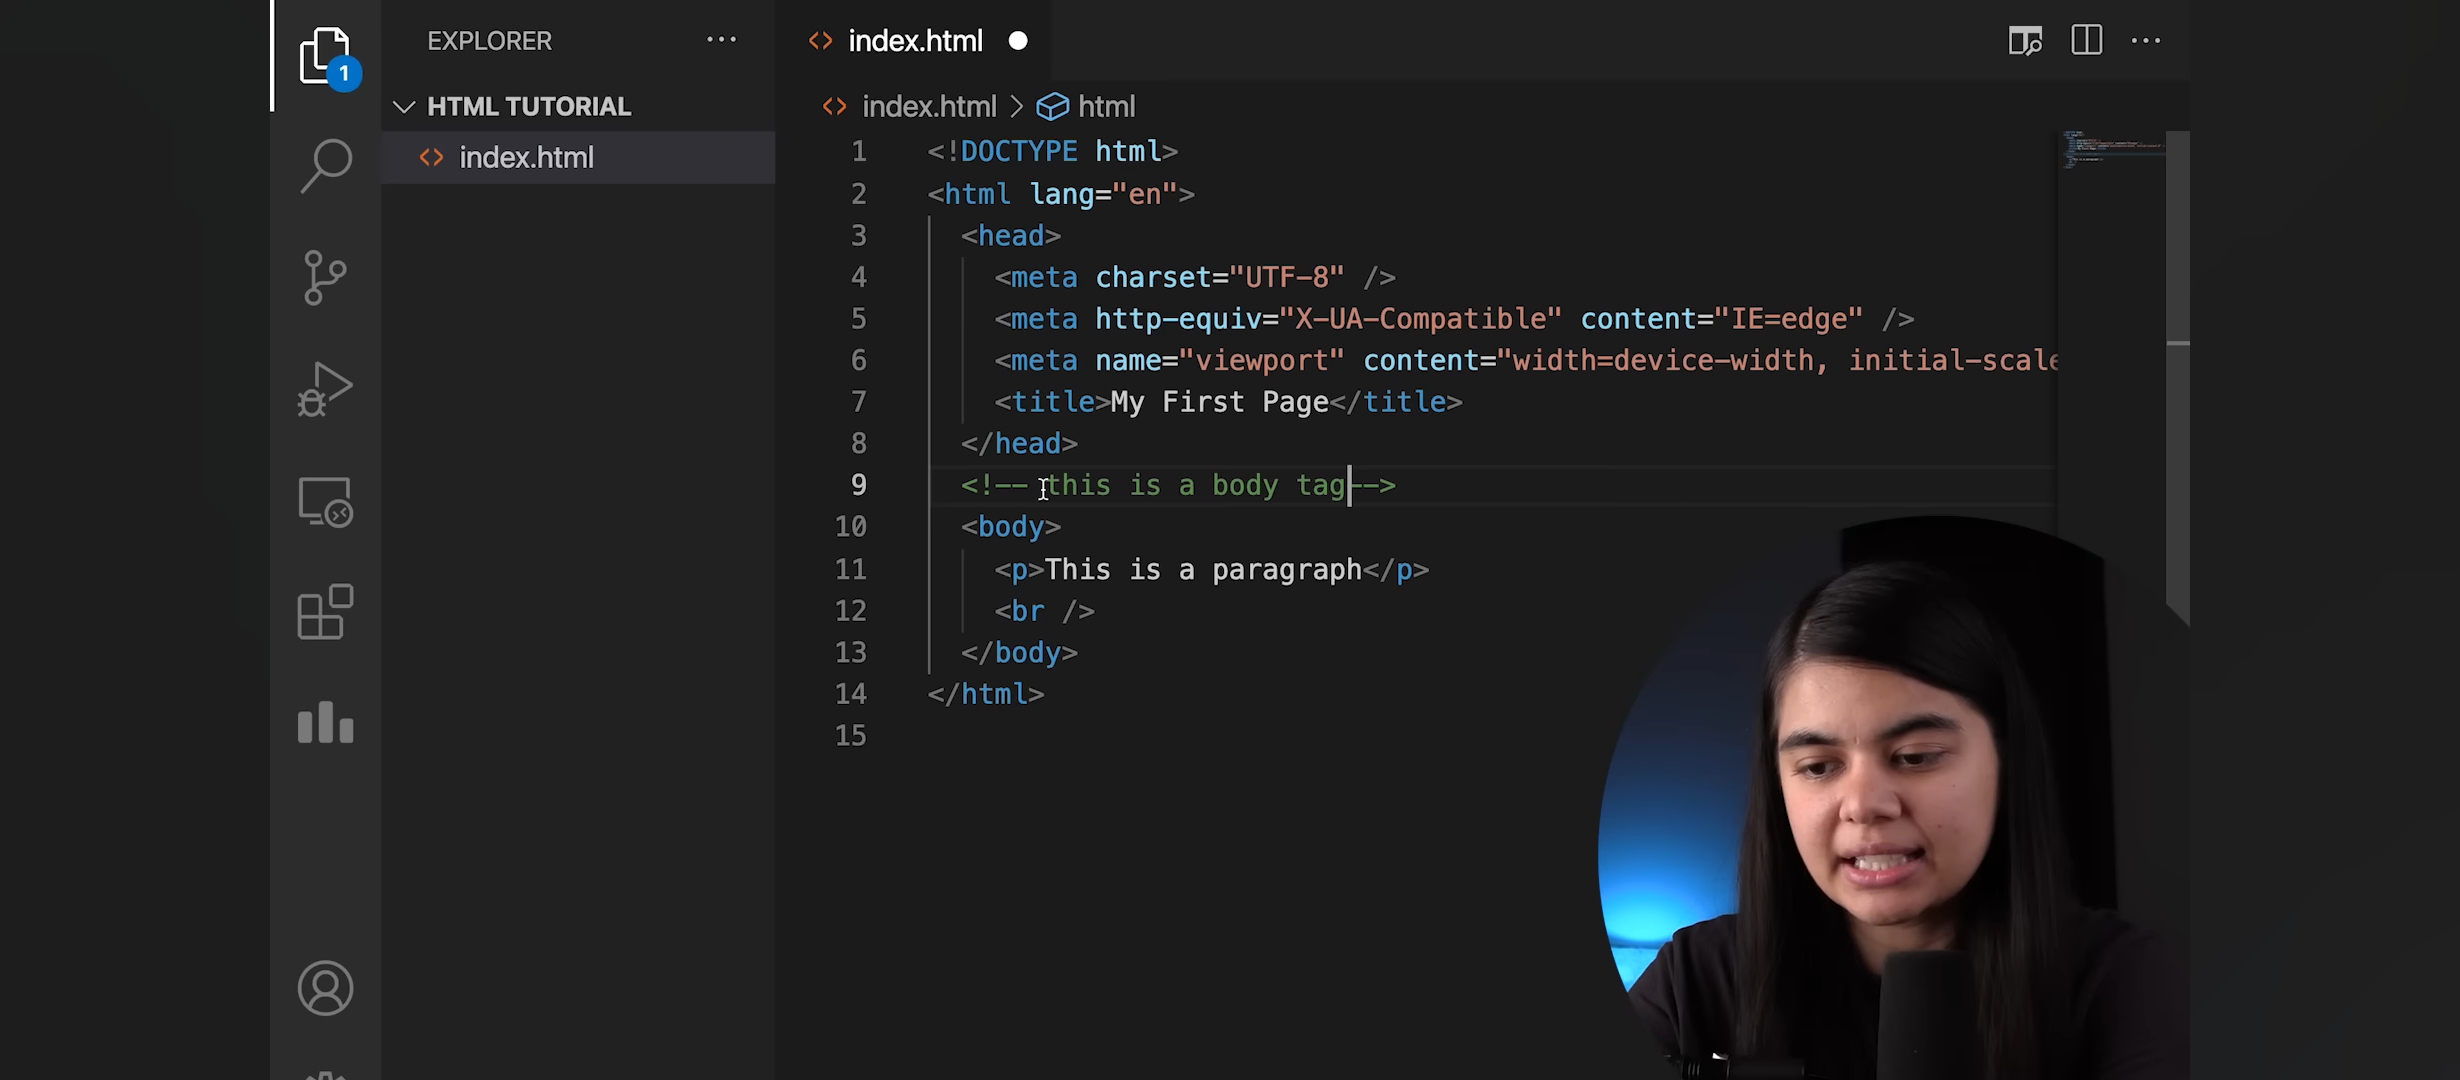 EXPLORER
index.html
1
HTML TUTORIAL
index.html
index.html > html
1 <!DOCTYPE html>
2 <html lang="en">
3 <head>
4 <meta charset="UTF-8" />
5 <meta http-equiv="X-UA-Compatible" content="IE=edge" />
6 <meta name="viewport" content="width=device-width, initial-scale
7 <title>My First Page</title>
8 </head>
9 <!-- this is a body tag-->
10 <body>
11 <p>This is a paragraph</p>
12 <br />
13 </body>
14 </html>
15